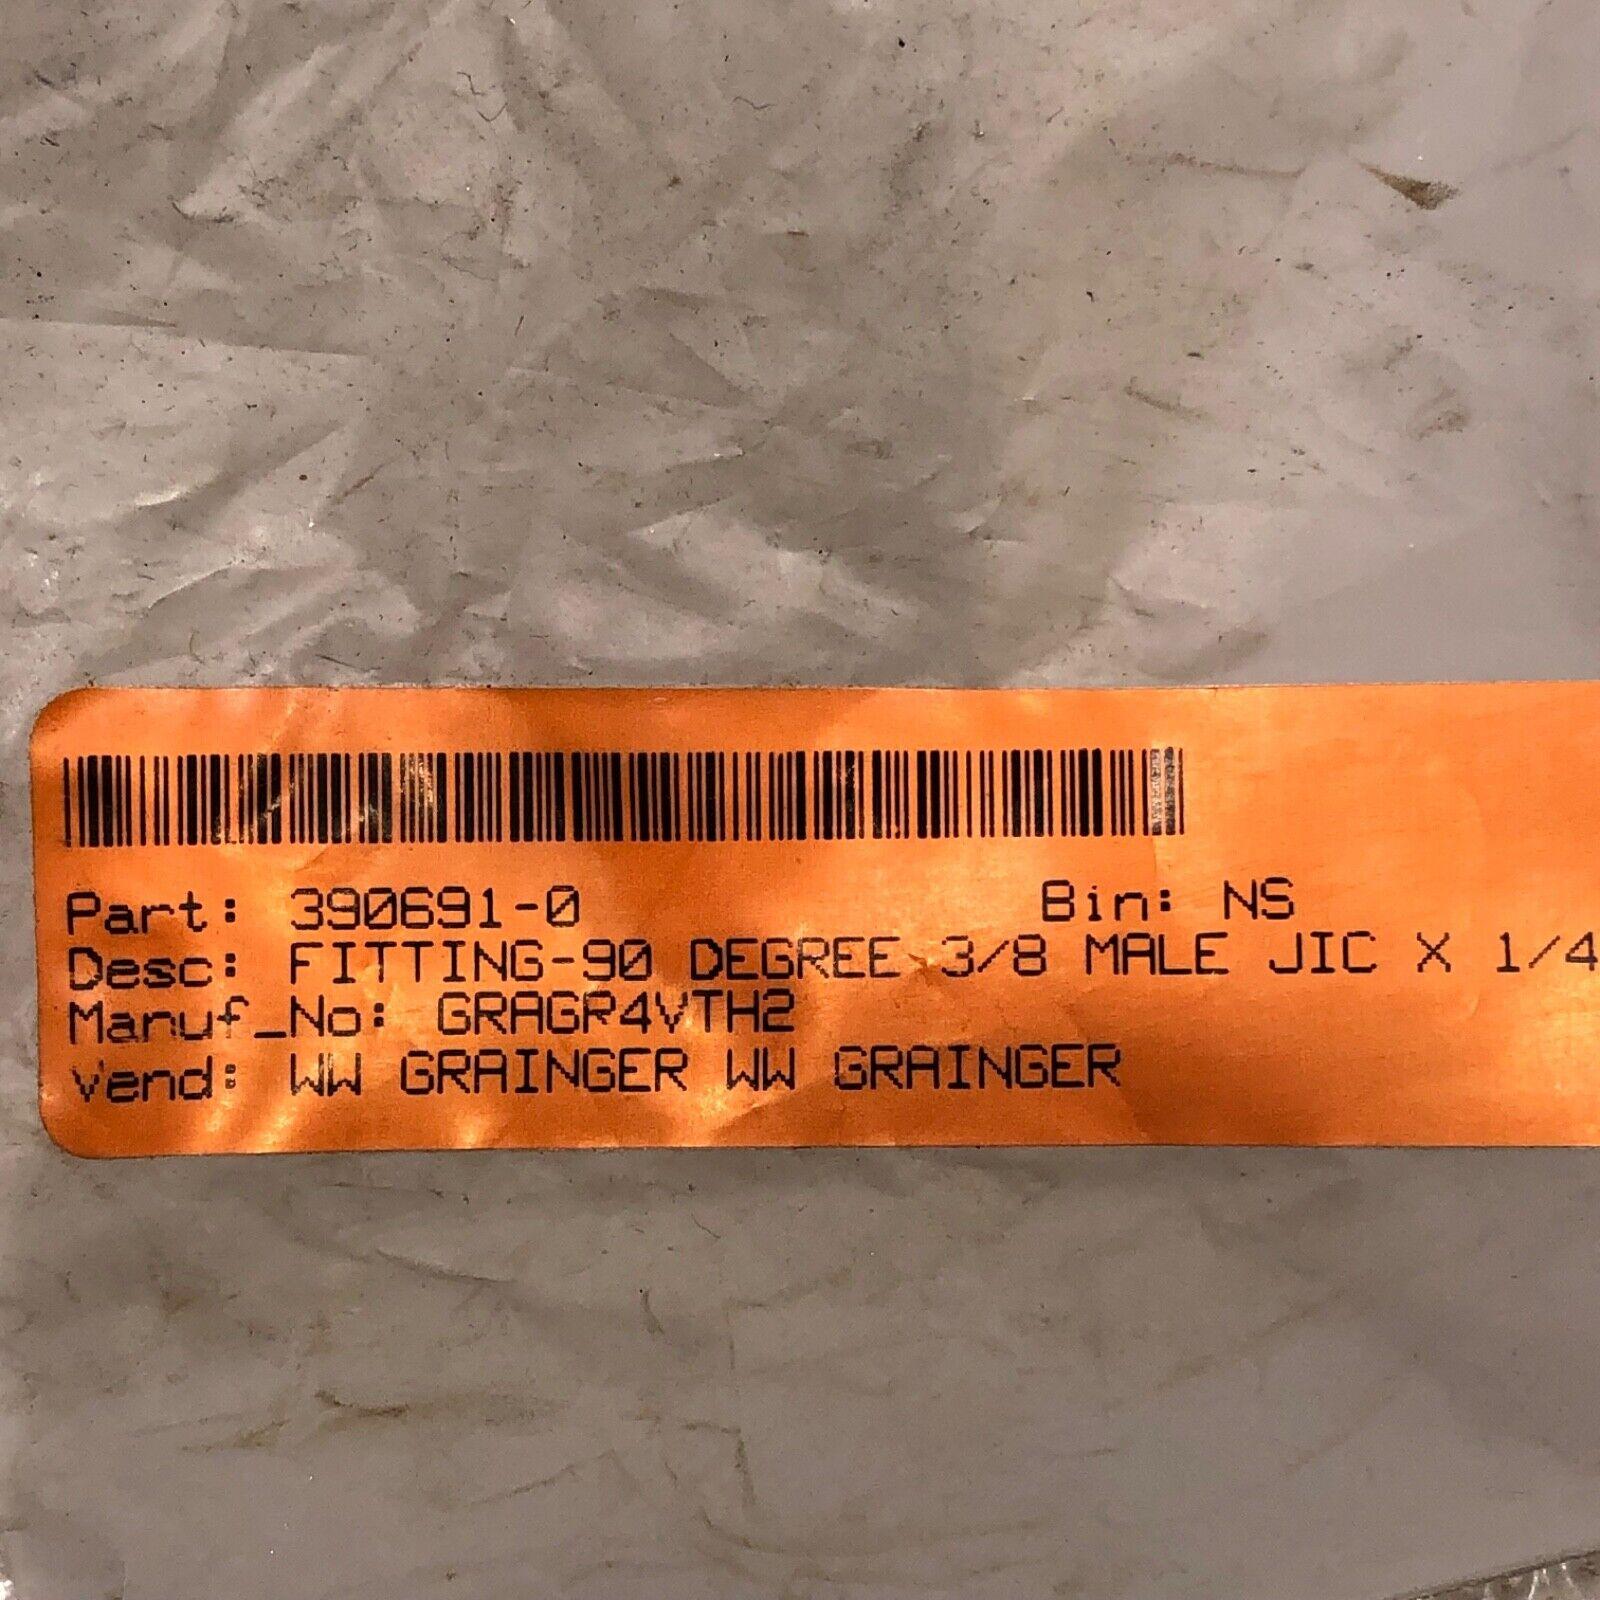 Part: 390691-0 Bin: NS
Desc: FITTING-90 DEGREE 3/8 MALE JIC X 1/4
Manuf_No: GRAGR4VTH2
Vend: WW GRAINGER WW GRAINGER